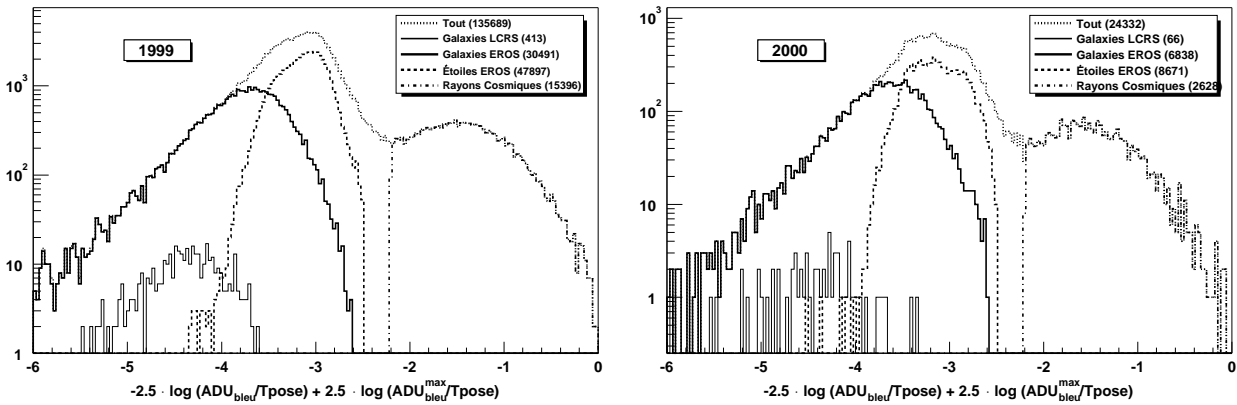 1999
Tout (135689)
Galaxies LCRS (413)
Galaxies EROS (30491)
Étoiles EROS (47897)
Rayons Cosmiques (15396)
10³
10²
10
1
-6 -5 -4 -3 -2 -1 0
-2.5 · log (ADU_bleu/Tpose) + 2.5 · log (ADU_bleu^max/Tpose)
2000
Tout (24332)
Galaxies LCRS (66)
Galaxies EROS (6838)
Étoiles EROS (8671)
Rayons Cosmiques (2628)
10³
10²
10
1
-6 -5 -4 -3 -2 -1 0
-2.5 · log (ADU_bleu/Tpose) + 2.5 · log (ADU_bleu^max/Tpose)